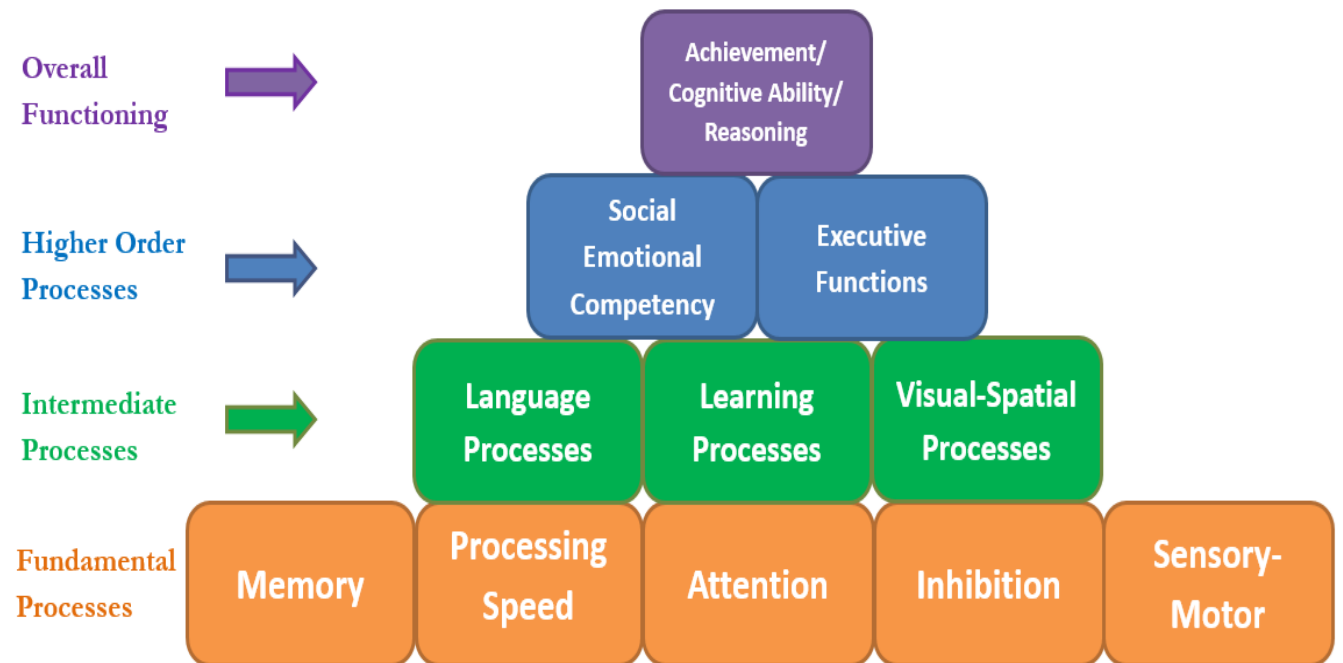 Overall
Functioning
Achievement/
Cognitive Ability/
Reasoning
Higher Order
Processes
Social
Emotional
Competency
Executive
Functions
Intermediate
Processes
Language
Processes
Learning
Processes
Visual-Spatial
Processes
Fundamental
Processes
Memory
Processing
Speed
Attention
Inhibition
Sensory-
Motor